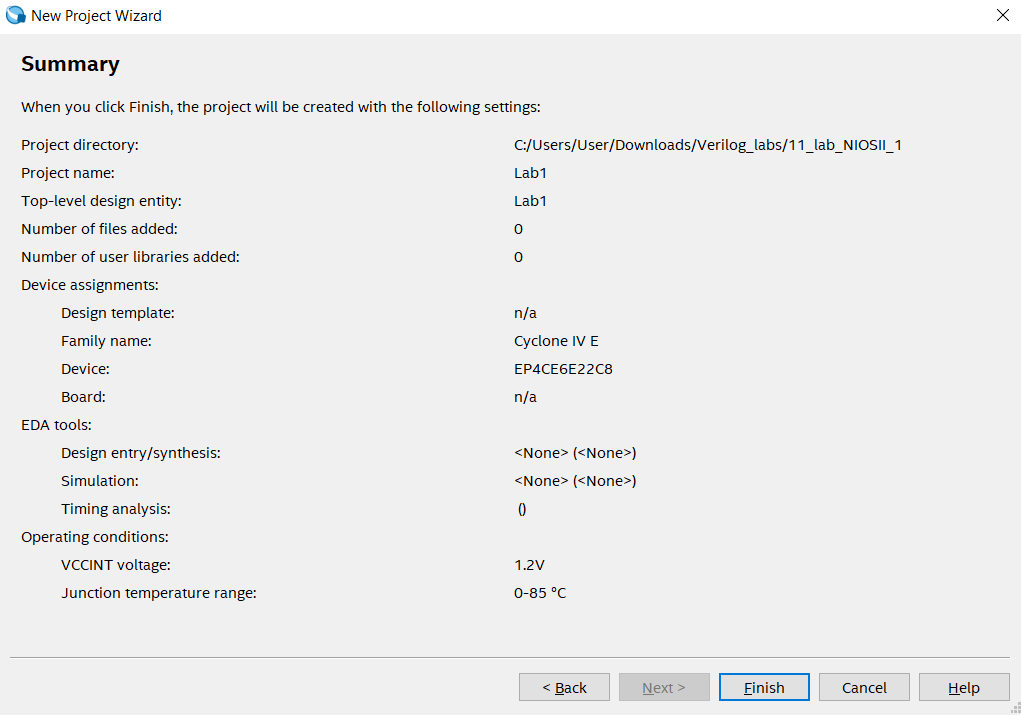 New Project Wizard
Summary
When you click Finish, the project will be created with the following settings:
Project directory: C:/Users/User/Downloads/Verilog_labs/11_lab_NIOSII_1
Project name: Lab1
Top-level design entity: Lab1
Number of files added: 0
Number of user libraries added: 0
Device assignments:
Design template: n/a
Family name: Cyclone IV E
Device: EP4CE6E22C8
Board: n/a
EDA tools:
Design entry/synthesis: <None> (<None>)
Simulation: <None> (<None>)
Timing analysis: ()
Operating conditions:
VCCINT voltage: 1.2V
Junction temperature range: 0-85 °C
< Back Next > Finish Cancel Help